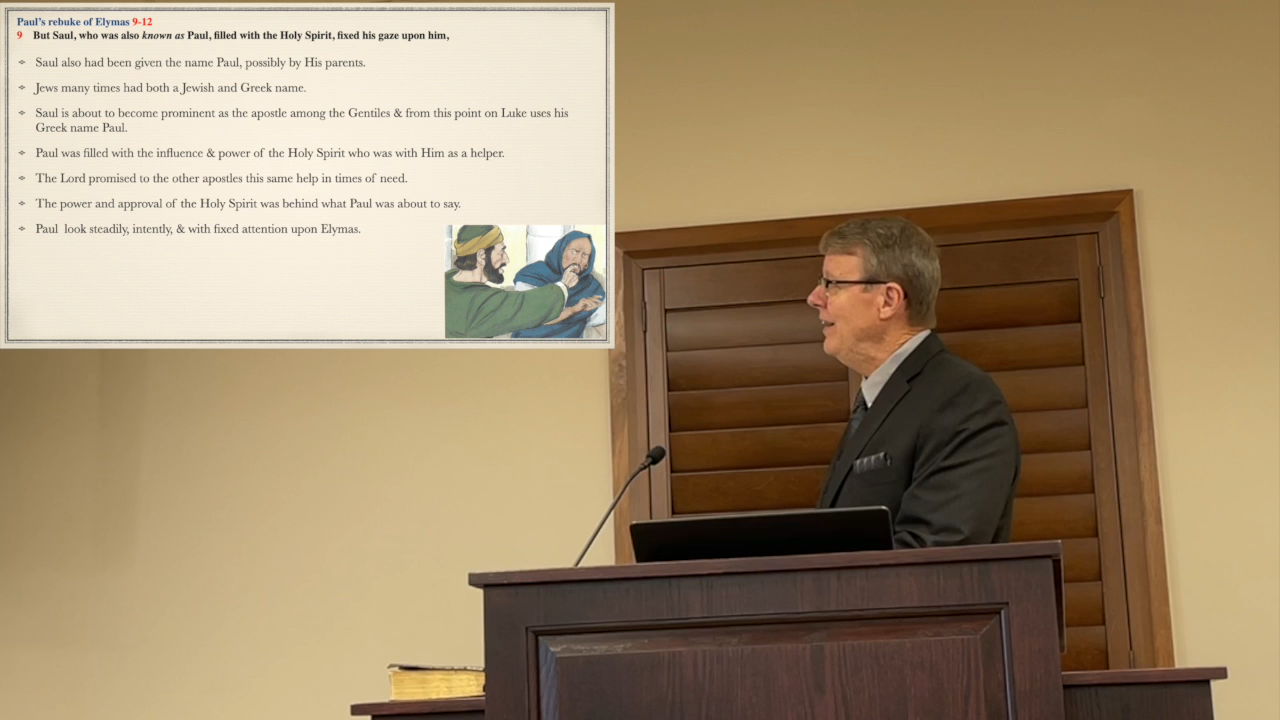 Paul's rebuke of Elymas 9-12
9 But Saul, who was also known as Paul, filled with the Holy Spirit, fixed his gaze upon him,
Saul also had been given the name Paul, possibly by His parents.
Jews many times had both a Jewish and Greek name.
Saul is about to become prominent as the apostle among the Gentiles & from this point on Luke uses his
Greek name Paul.
Paul was filled with the influence & power of the Holy Spirit who was with Him as a helper.
The Lord promised to the other apostles this same help in times of need.
The power and approval of the Holy Spirit was behind what Paul was about to say.
Paul look steadily, intently, & with fixed attention upon Elymas.